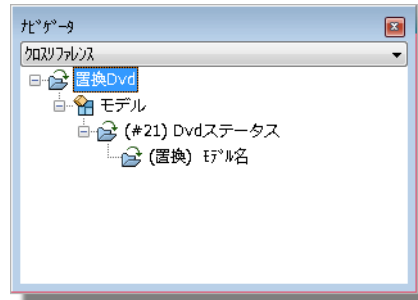 ﾅﾋﾞｹﾞｰﾀ
ｸﾛｽﾘﾌｧﾚﾝｽ
置換Dvd
モデル
(#21) Dvdステータス
(置換) ﾓﾃﾞﾙ名